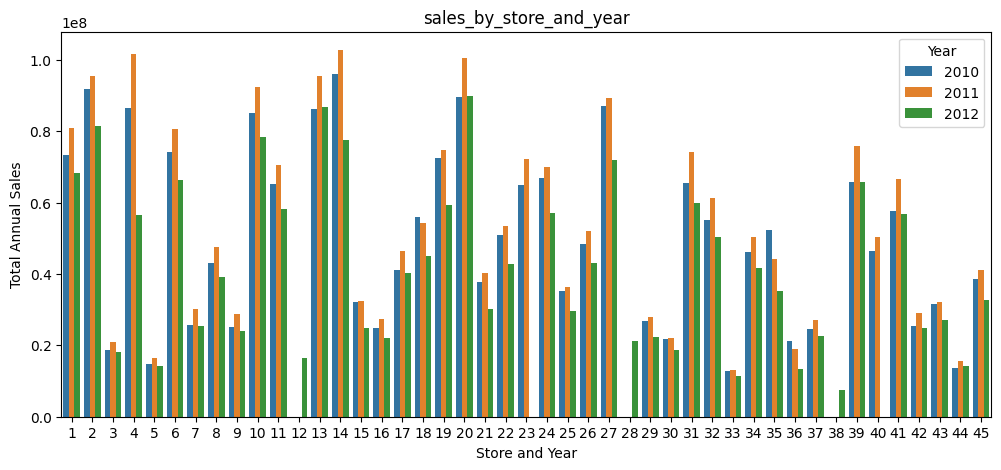 sales_by_store_and_year
1e8
Year
2010
2011
2012
1.0
0.8
0.6
0.4
0.2
0.0
Total Annual Sales
1 2 3 4 5 6 7 8 9 10 11 12 13 14 15 16 17 18 19 20 21 22 23 24 25 26 27 28 29 30 31 32 33 34 35 36 37 38 39 40 41 42 43 44 45
Store and Year